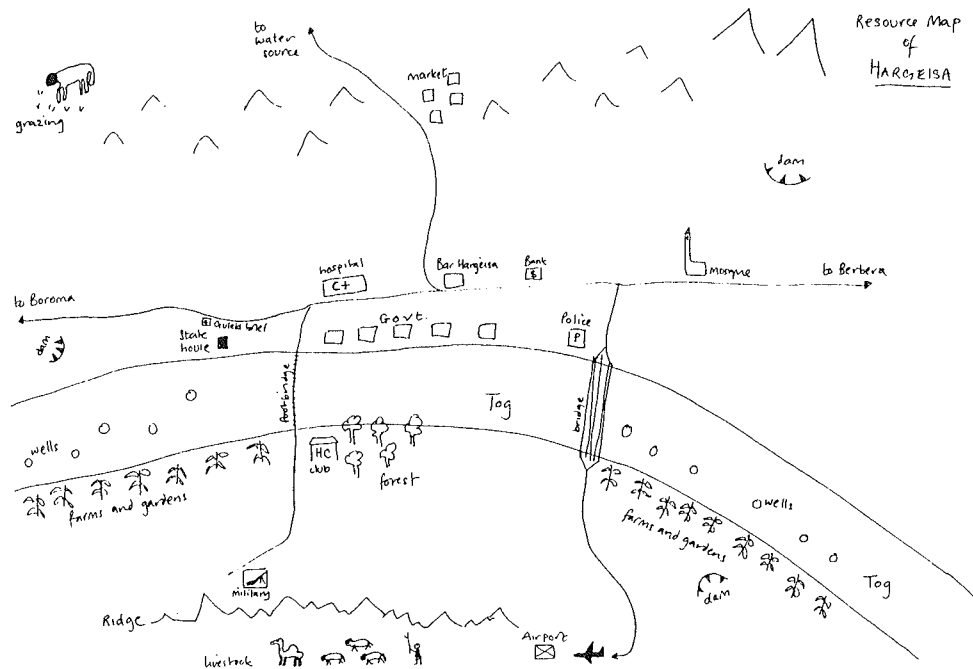 Resource Map
of
HARGEISA
to
water
source
market
grazing
dam
hospital
C+
Bar Hargeisa
Bank
$
Mosque
to Berbera
to Boroma
dam
State
house
Govt.
Police
P
footbridge
Tog
bridge
wells
HC
club
forest
farms and gardens
wells
farms and gardens
dam
Tog
military
Ridge
livestock
Airport